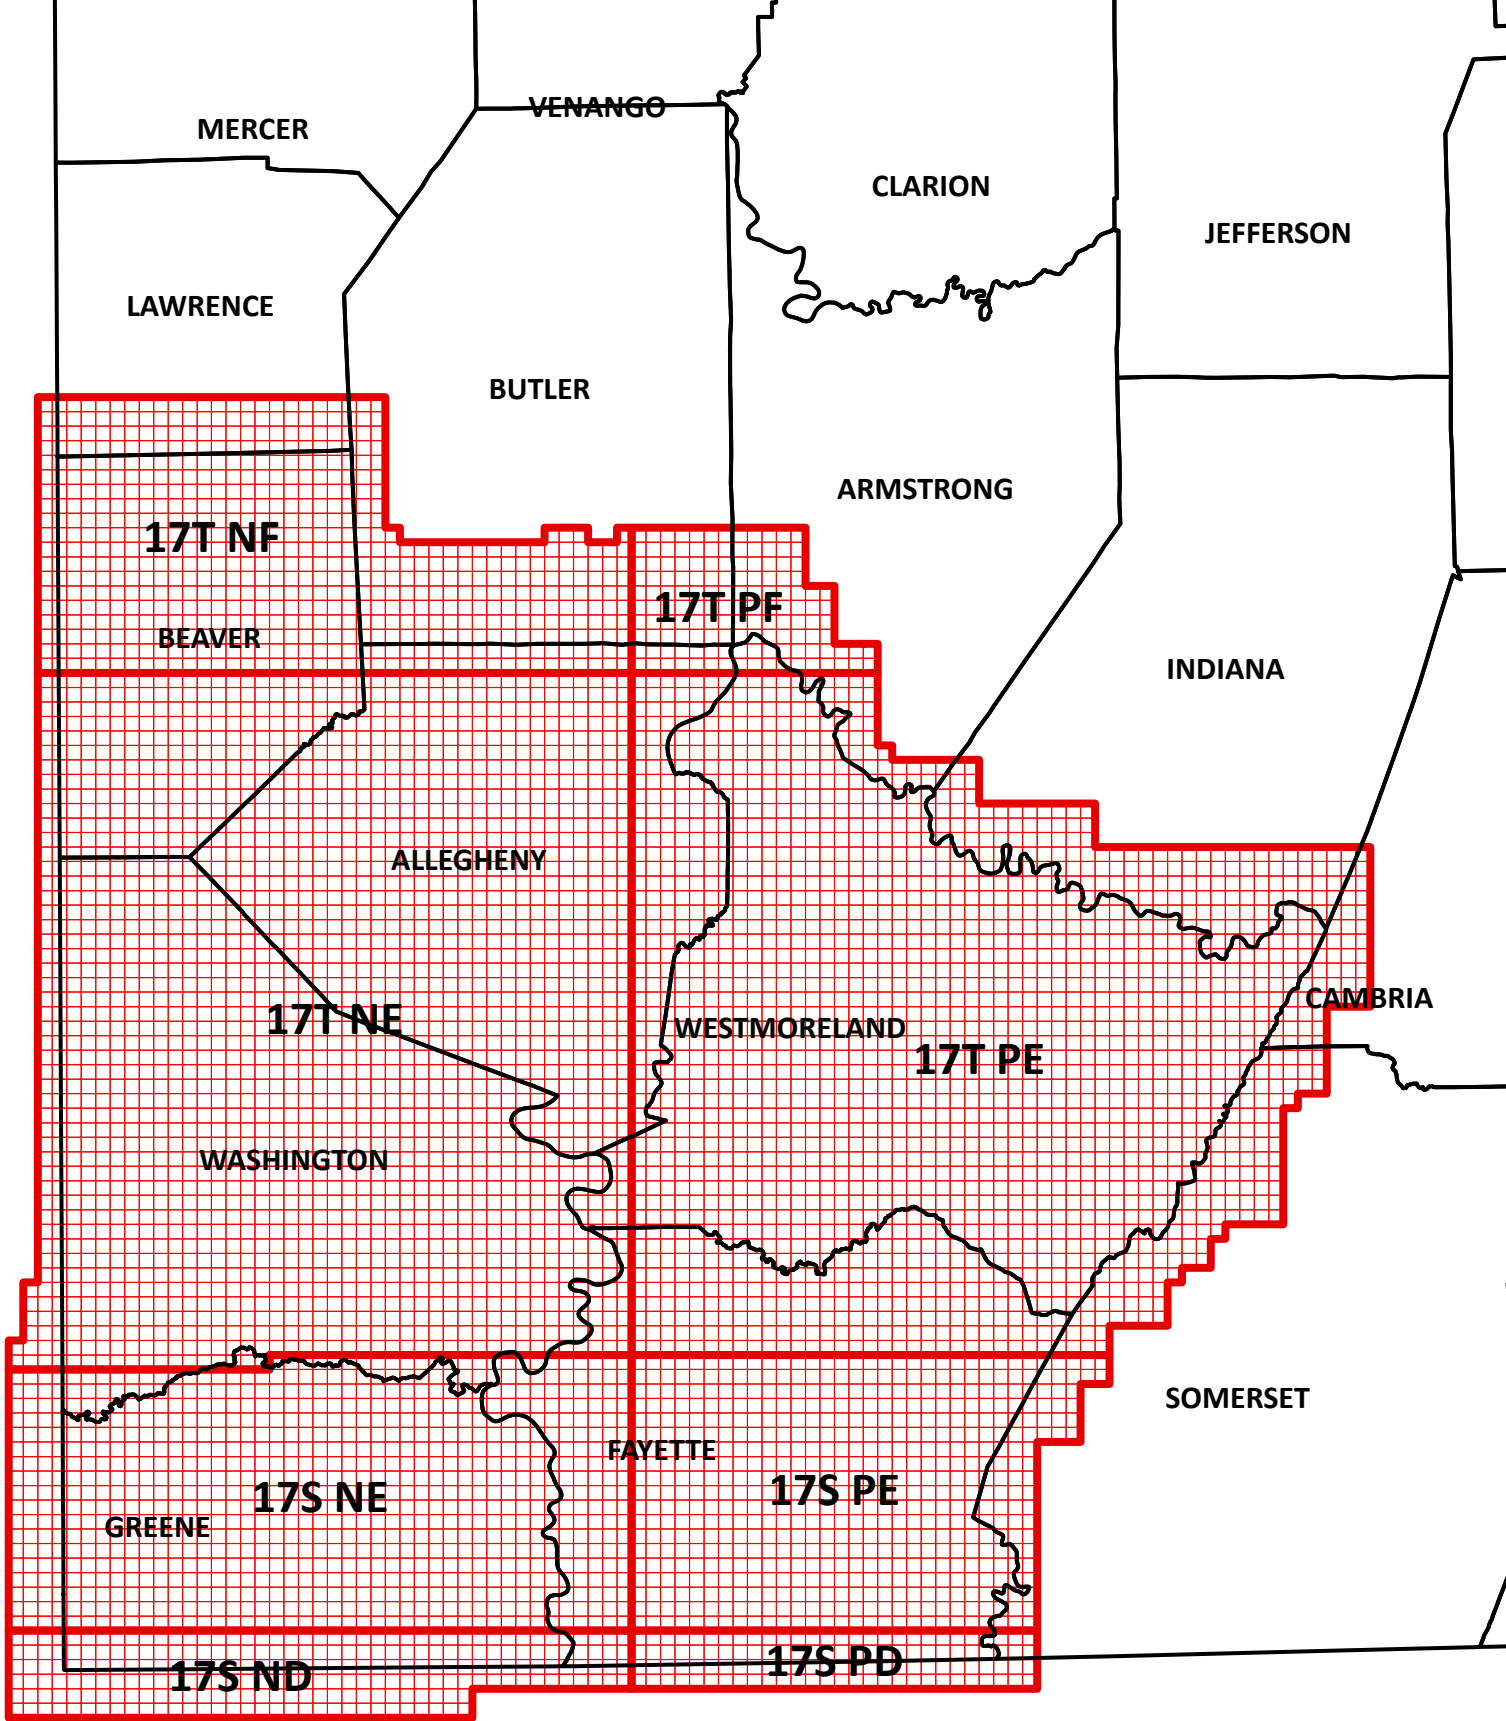 VENANGO
MERCER
CLARION
JEFFERSON
LAWRENCE
BUTLER
ARMSTRONG
17T NF
17T PF
BEAVER
INDIANA
ALLEGHENY
CAMBRIA
17T NE
WESTMORELAND
17T PE
WASHINGTON
SOMERSET
FAYETTE
17S PE
17S NE
GREENE
17S PD
17S ND